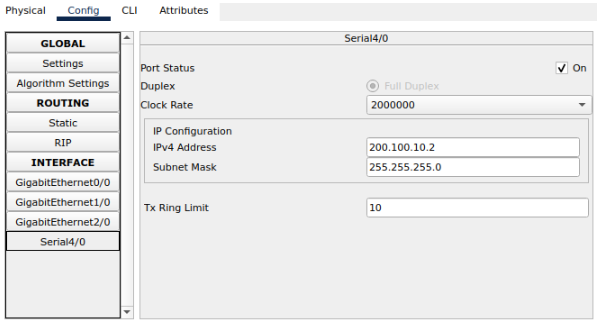 Physical Config CLI Attributes
GLOBAL
Settings
Algorithm Settings
ROUTING
Static
RIP
INTERFACE
GigabitEthernet0/0
GigabitEthernet1/0
GigabitEthernet2/0
Serial4/0
Serial4/0
Port Status On
Duplex Full Duplex
Clock Rate 2000000
IP Configuration
IPv4 Address 200.100.10.2
Subnet Mask 255.255.255.0
Tx Ring Limit 10